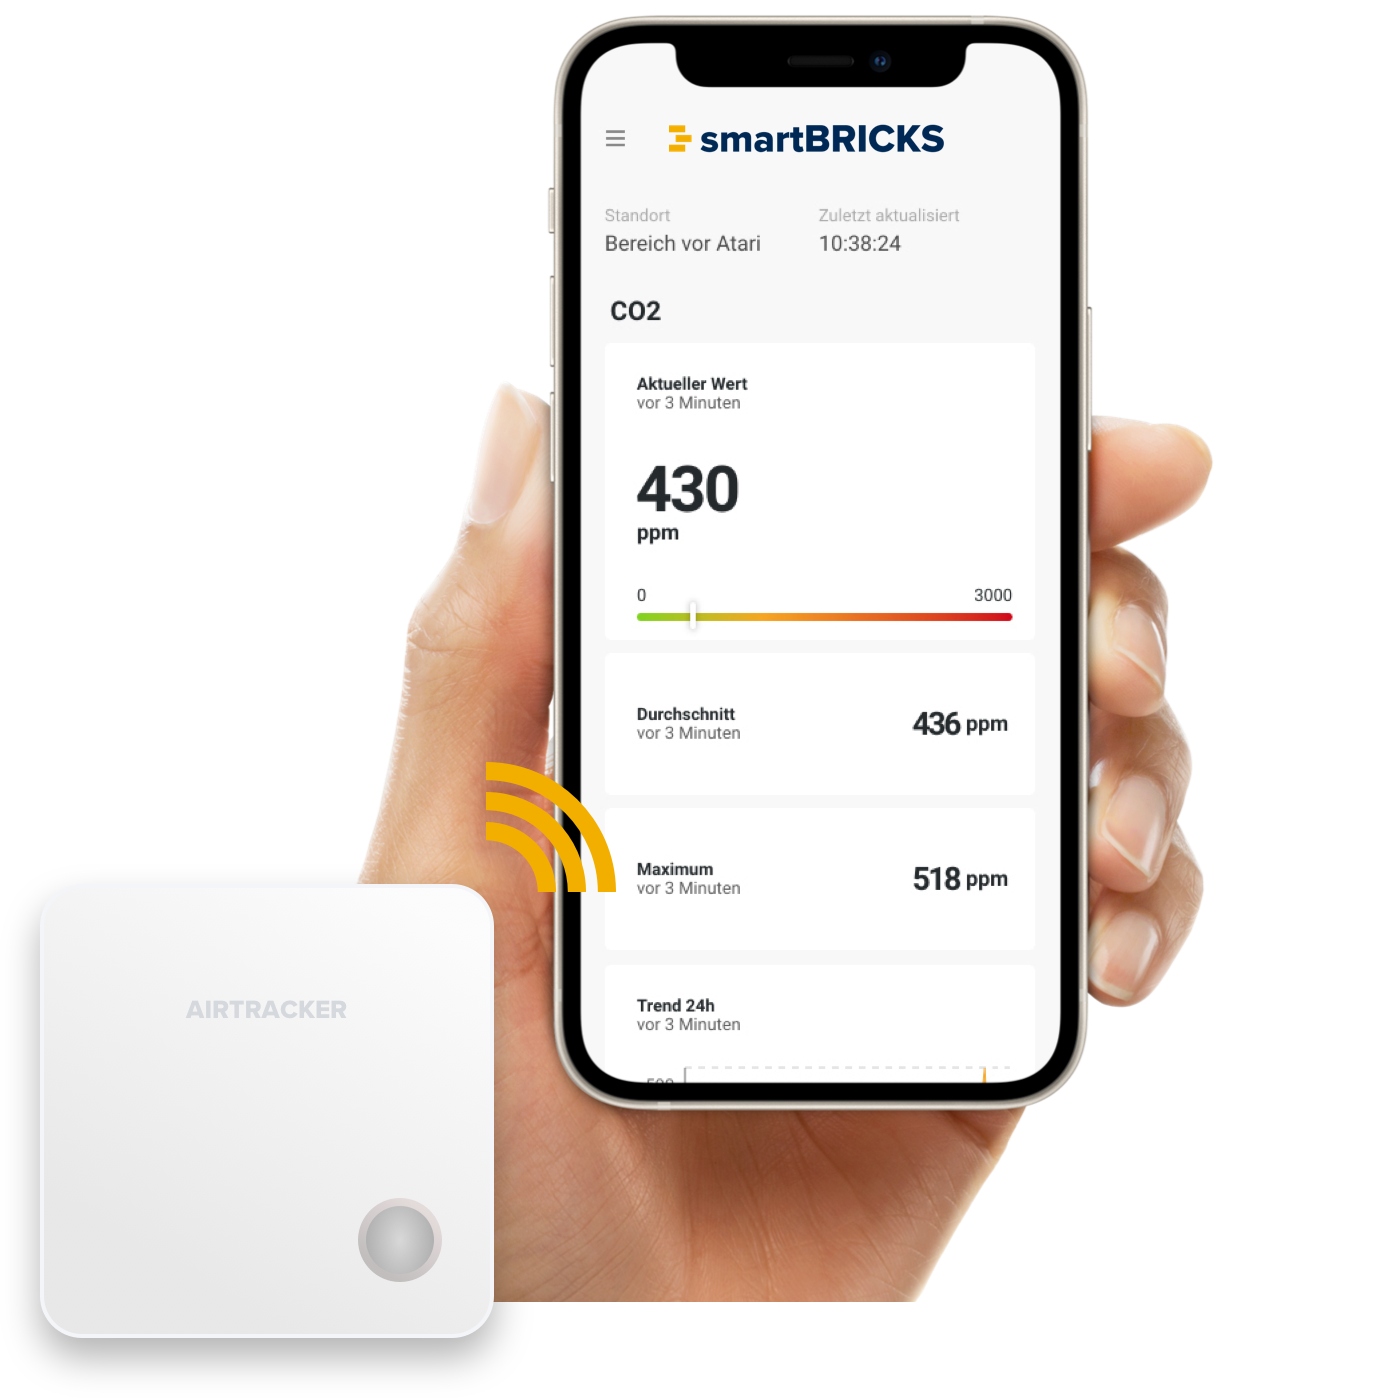 smartBRICKS
Standort
Zuletzt aktualisiert
Bereich vor Atari
10:38:24
CO2
Aktueller Wert
vor 3 Minuten
430
ppm
0
3000
Durchschnitt
vor 3 Minuten
436 ppm
Maximum
vor 3 Minuten
518 ppm
Trend 24h
vor 3 Minuten
AIRTRACKER